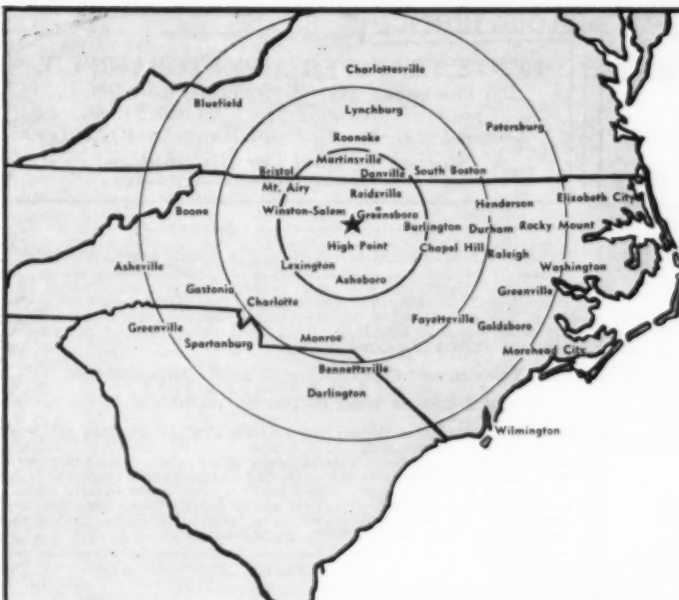 Charlottesville
Bluefield
Lynchburg
Petersburg
Roanoke
Martinsville
Bristol
Danville
South Boston
Mt. Airy
Reidsville
Elizabeth City
Boone
Winston-Salem
Greensboro
Henderson
Burlington
Durham
Rocky Mount
High Point
Chapel Hill
Raleigh
Asheville
Lexington
Washington
Asheboro
Gastonia
Greenville
Charlotte
Fayetteville
Goldsboro
Greenville
Spartanburg
Monroe
Morehead City
Bennettsville
Darlington
Wilmington